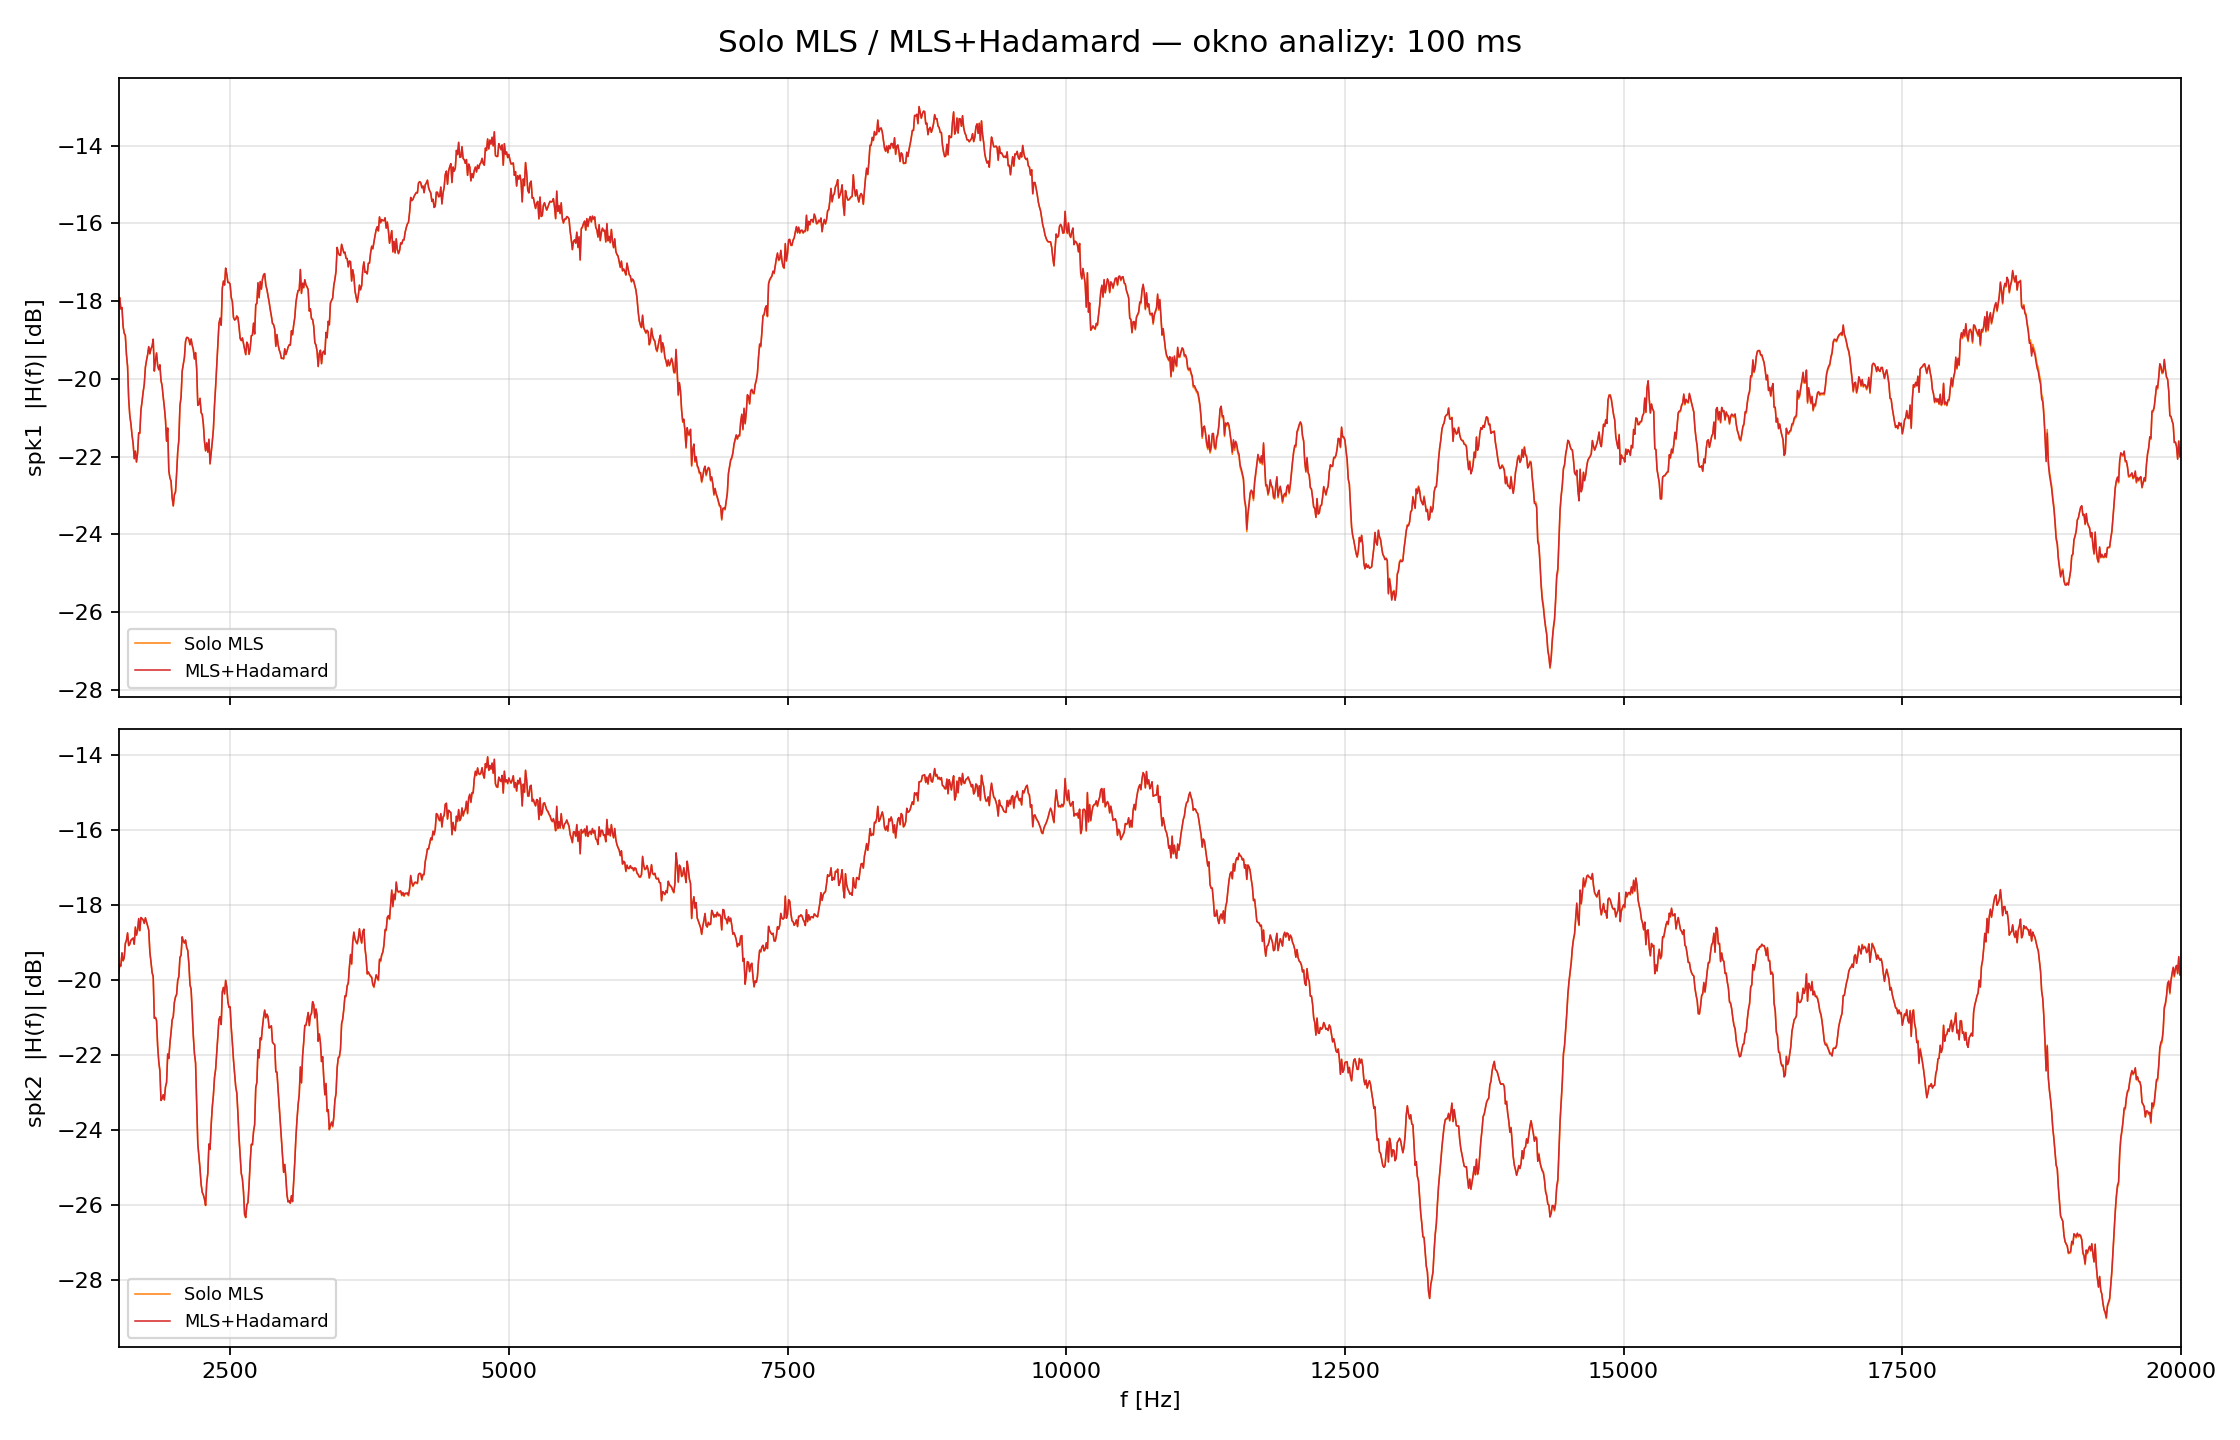 Solo MLS / MLS+Hadamard — okno analizy: 100 ms
spk1 |H(f)| [dB]
−14
−16
−18
−20
−22
−24
−26
−28
Solo MLS
MLS+Hadamard
spk2 |H(f)| [dB]
−14
−16
−18
−20
−22
−24
−26
−28
Solo MLS
MLS+Hadamard
2500 5000 7500 10000 12500 15000 17500 20000
f [Hz]